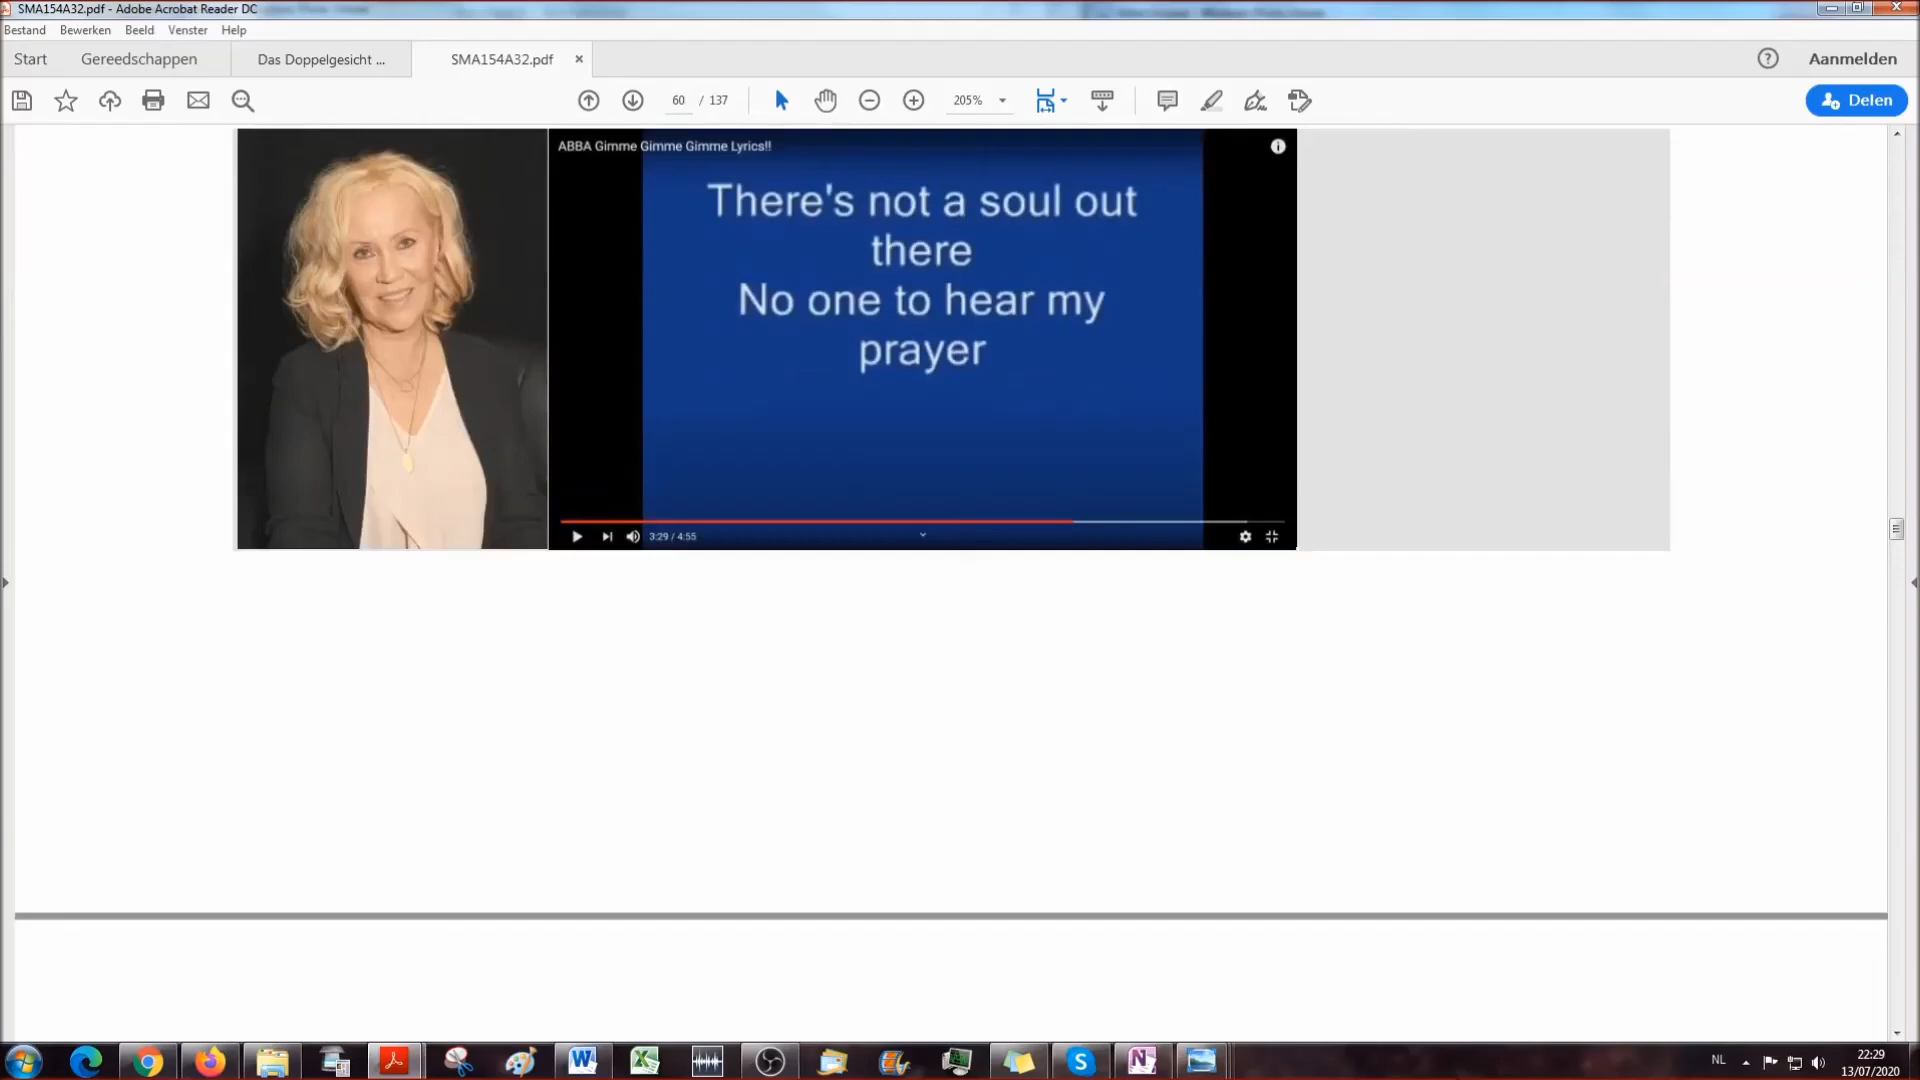 SMA154A32.pdf - Adobe Acrobat Reader DC
Bestand Bewerken Beeld Venster Help
Start Gereedschappen Das Doppelgesicht ... SMA154A32.pdf × Aanmelden
60 / 137 205% Delen
ABBA Gimme Gimme Gimme Lyrics!!
There's not a soul out
there
No one to hear my
prayer
3:29 / 4:55
NL 22:29
13/07/2020